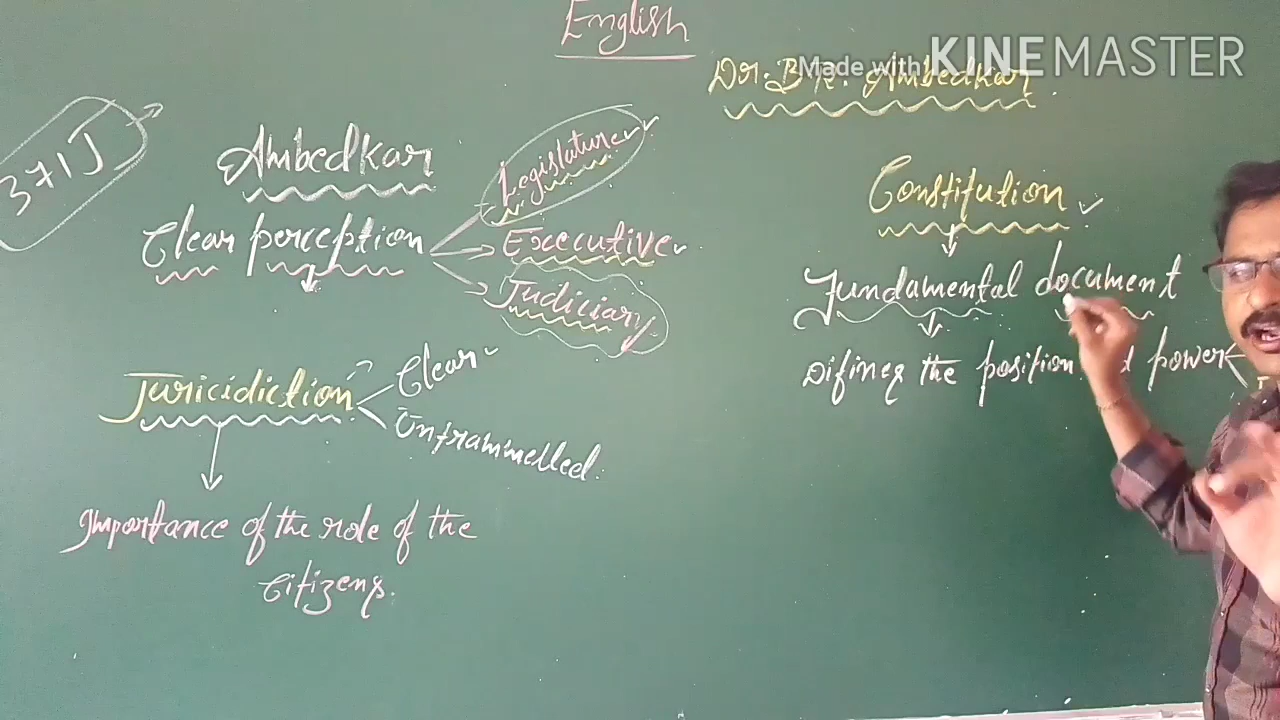 English
Made with KINEMASTER
Dr. B.R. Ambedkar.
371J
Ambedkar
Clear perception
Legislature
Executive
Judiciary
Juricidiction
Clear
Untrammelled.
Importance of the role of the
Citizens.
Constitution
Fundamental document
Difines the position power